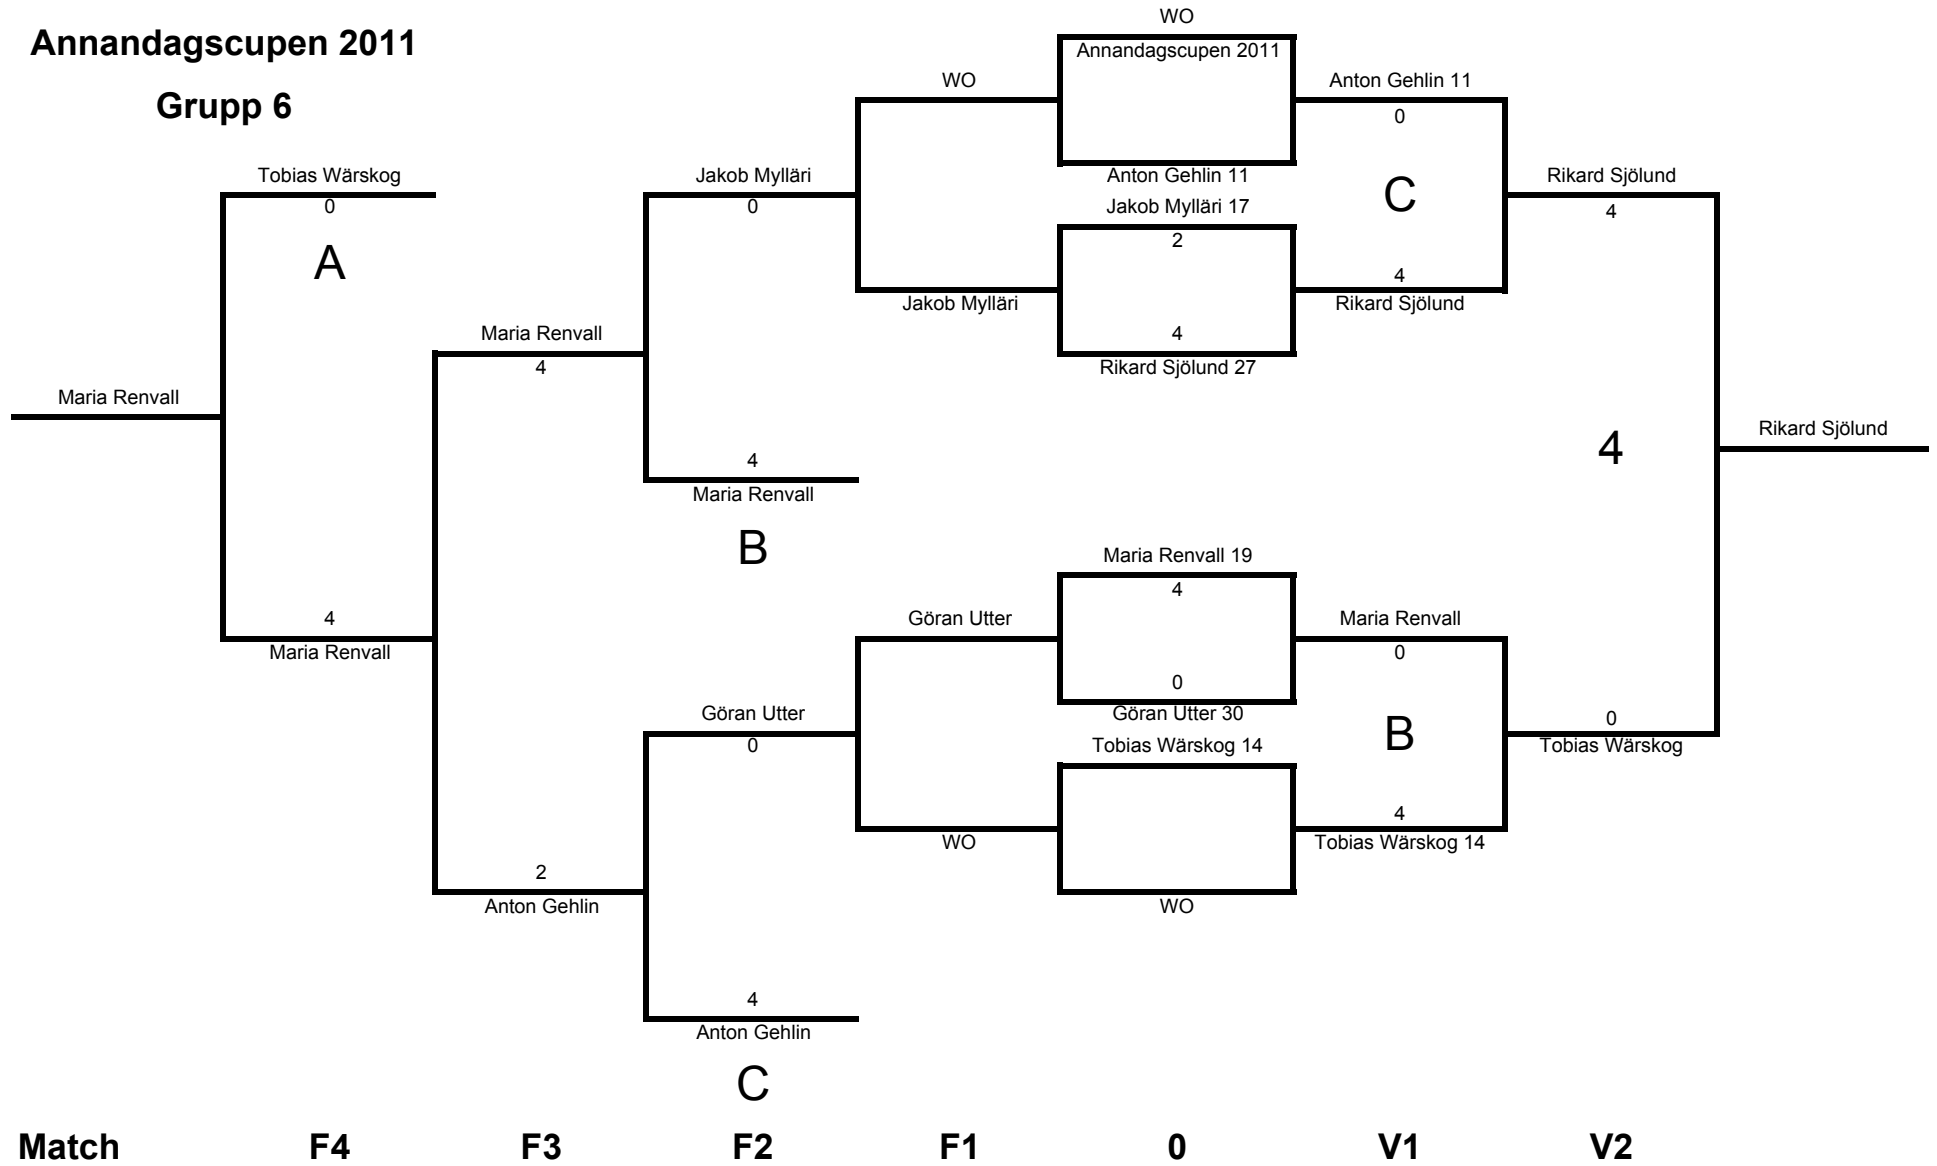 WO
Annandagscupen 2011
Annandagscupen 2011
WO
Anton Gehlin 11
Grupp 6
0
Tobias Wärskog
Jakob Mylläri
Anton Gehlin 11
Rikard Sjölund
0
0
Jakob Mylläri 17
C
4
A
2
4
Jakob Mylläri
Rikard Sjölund
Maria Renvall
4
4
Rikard Sjölund 27
Maria Renvall
Rikard Sjölund
4
4
Maria Renvall
B
Maria Renvall 19
4
4
Göran Utter
Maria Renvall
Maria Renvall
0
0
Göran Utter
Göran Utter 30
B
0
0
Tobias Wärskog 14
Tobias Wärskog
4
WO
Tobias Wärskog 14
2
Anton Gehlin
WO
4
Anton Gehlin
C
Match F4 F3 F2 F1 0 V1 V2